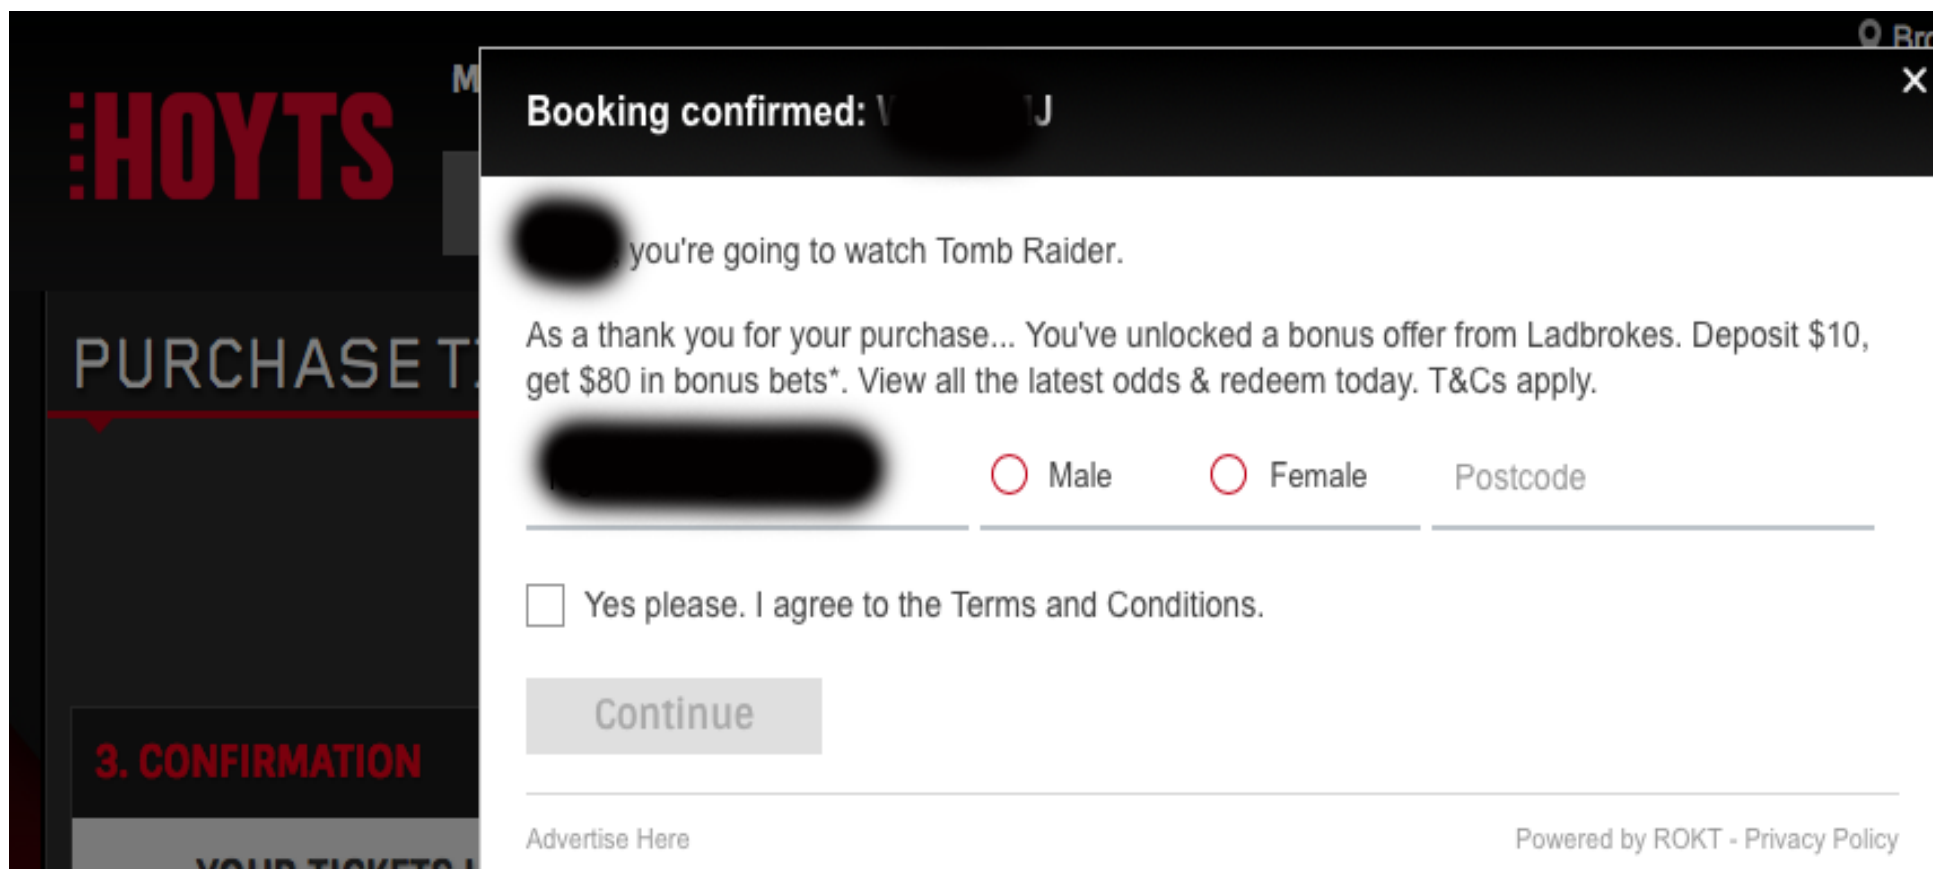 Bro
M
HOYTS
Booking confirmed:
you're going to watch Tomb Raider.
As a thank you for your purchase... You've unlocked a bonus offer from Ladbrokes. Deposit $10,
get $80 in bonus bets*. View all the latest odds & redeem today. T&Cs apply.
PURCHASE
Male Female Postcode
Yes please. I agree to the Terms and Conditions.
Continue
3. CONFIRMATION
Advertise Here Powered by ROKT - Privacy Policy
YOUR TICKETS